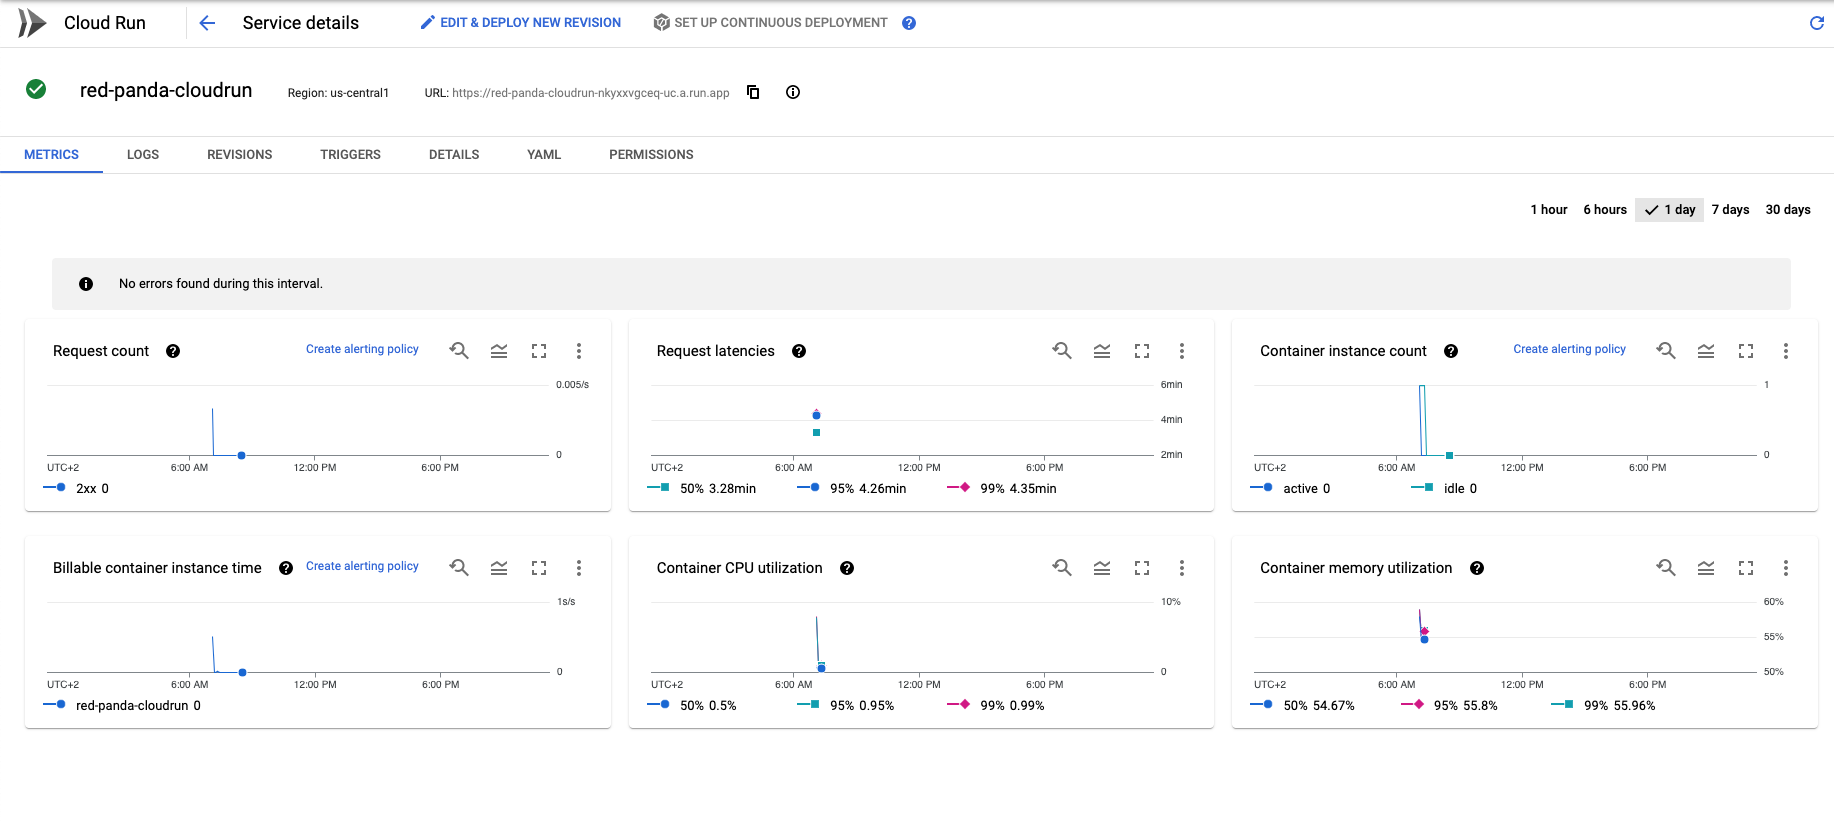 Cloud Run
Service details
EDIT & DEPLOY NEW REVISION
SET UP CONTINUOUS DEPLOYMENT
red-panda-cloudrun
Region: us-central1
URL: https://red-panda-cloudrun-nkyxxvgceq-uc.a.run.app
METRICS
LOGS
REVISIONS
TRIGGERS
DETAILS
YAML
PERMISSIONS
1 hour
6 hours
1 day
7 days
30 days
No errors found during this interval.
Request count
Create alerting policy
0.005/s
0
UTC+2
6:00 AM
12:00 PM
6:00 PM
2xx 0
Request latencies
6min
4min
2min
UTC+2
6:00 AM
12:00 PM
6:00 PM
50% 3.28min
95% 4.26min
99% 4.35min
Container instance count
Create alerting policy
1
0
UTC+2
6:00 AM
12:00 PM
6:00 PM
active 0
idle 0
Billable container instance time
Create alerting policy
1s/s
0
UTC+2
6:00 AM
12:00 PM
6:00 PM
red-panda-cloudrun 0
Container CPU utilization
10%
0
UTC+2
6:00 AM
12:00 PM
6:00 PM
50% 0.5%
95% 0.95%
99% 0.99%
Container memory utilization
60%
55%
50%
UTC+2
6:00 AM
12:00 PM
6:00 PM
50% 54.67%
95% 55.8%
99% 55.96%